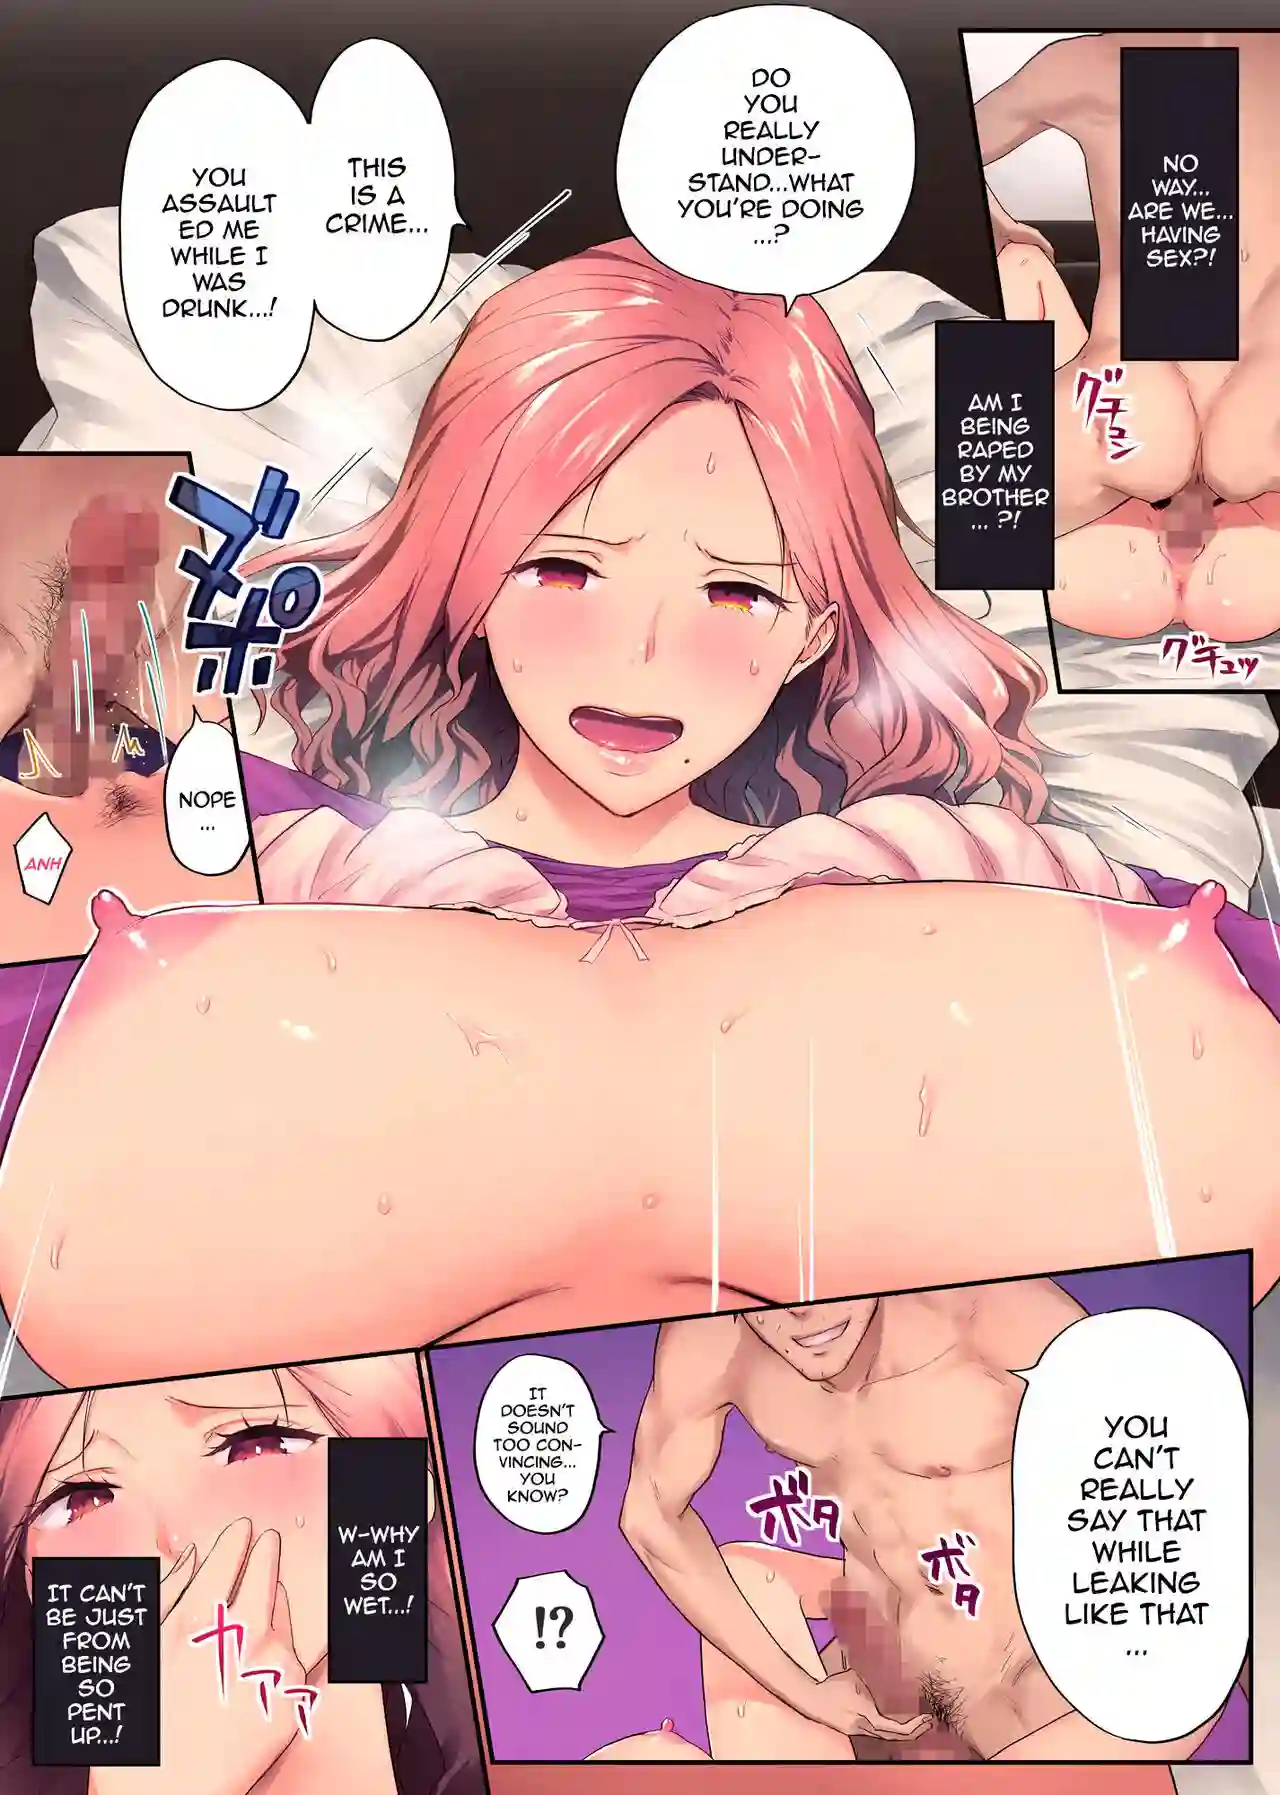 NO
WAY...
ARE WE...
HAVING
SEX?!
AM I
BEING
RAPED
BY MY
BROTHER
... ?!
グチュン
グチュッ
DO
YOU
REALLY
UNDER-
STAND...WHAT
YOU'RE DOING
...?
THIS
IS A
CRIME...
YOU
ASSAULT
ED ME
WHILE I
WAS
DRUNK...!
ズポ
NOPE
...
ANH
YOU
CAN'T
REALLY
SAY THAT
WHILE
LEAKING
LIKE THAT
...
IT
DOESN'T
SOUND
TOO CON-
VINCING...
YOU
KNOW?
!?
ボタ
ボタ
W-WHY
AM I
SO
WET...!
IT CAN'T
BE JUST
FROM
BEING
SO
PENT
UP...!
カァァァ